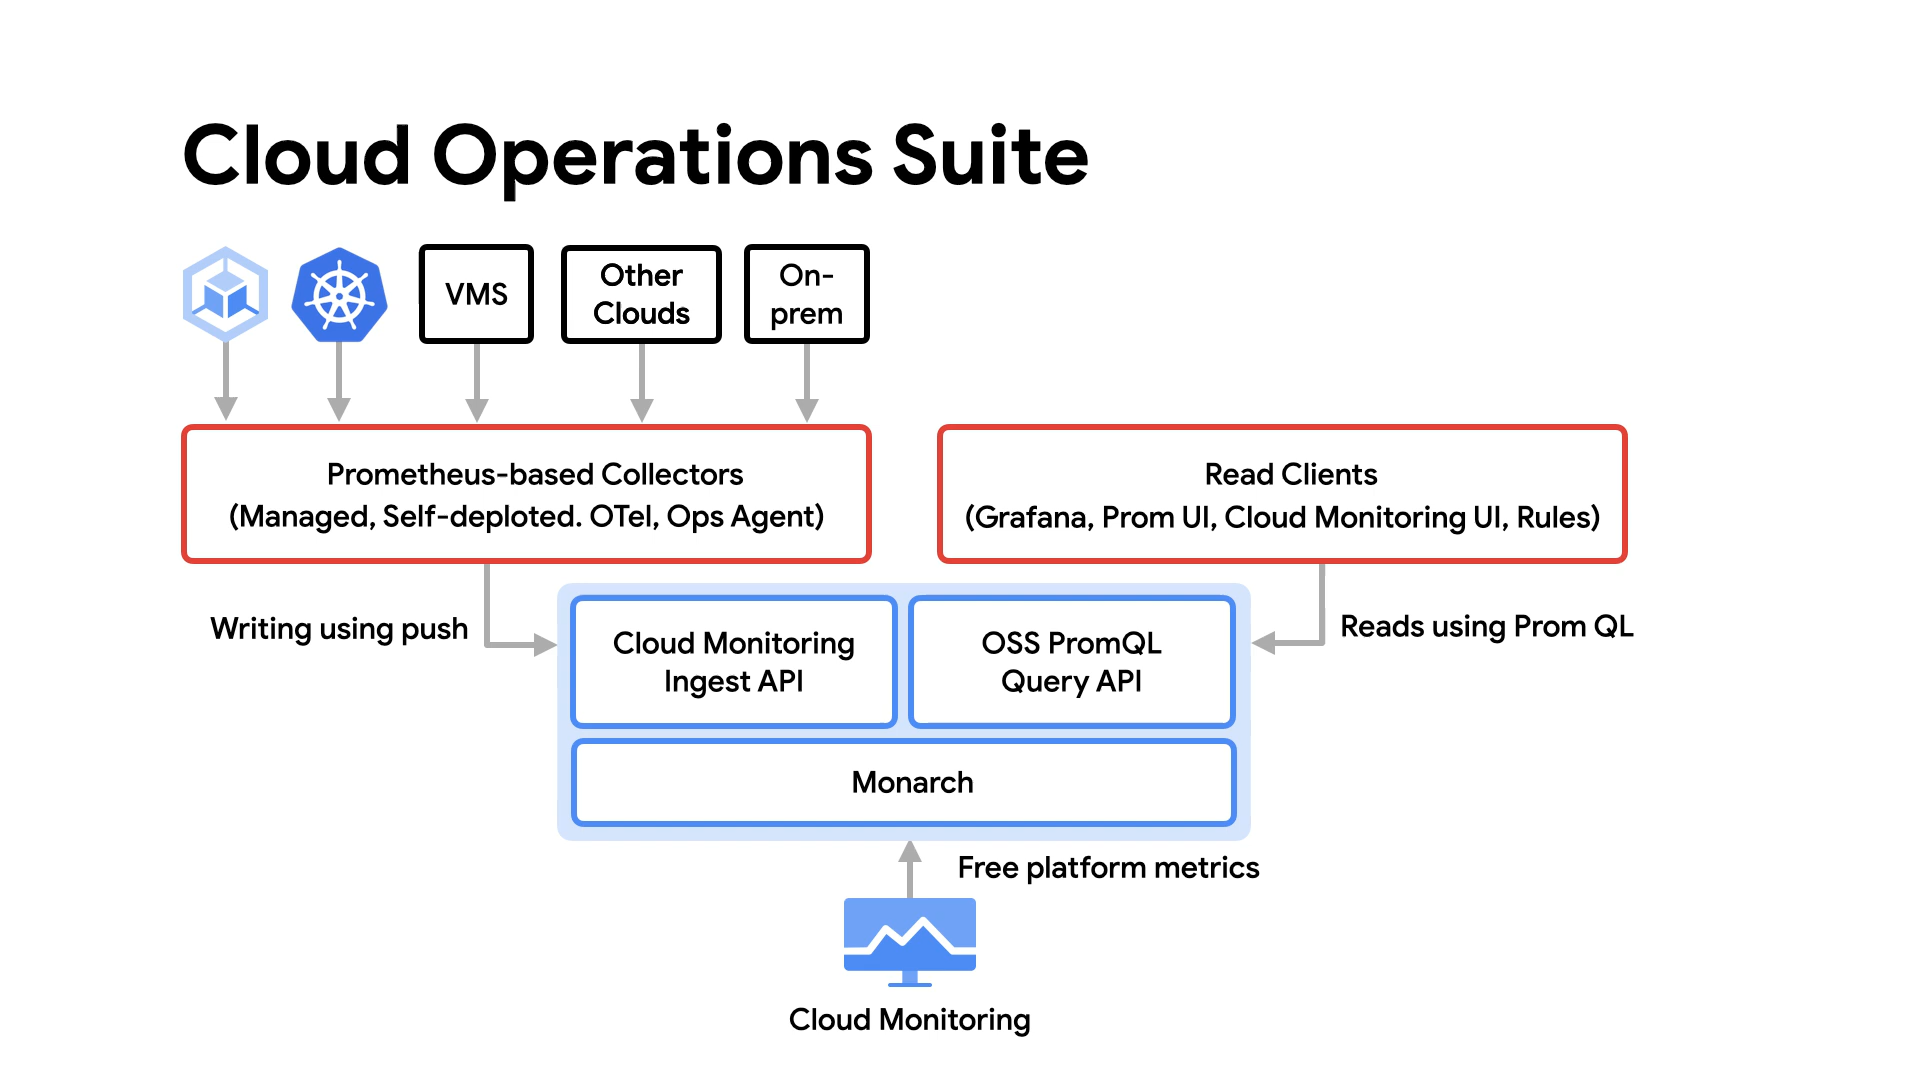 Cloud Operations Suite
VMS
Other
Clouds
On-
prem
Prometheus-based Collectors
(Managed, Self-deploted. OTel, Ops Agent)
Read Clients
(Grafana, Prom UI, Cloud Monitoring UI, Rules)
Writing using push
Cloud Monitoring
Ingest API
OSS PromQL
Query API
Reads using Prom QL
Monarch
Free platform metrics
Cloud Monitoring